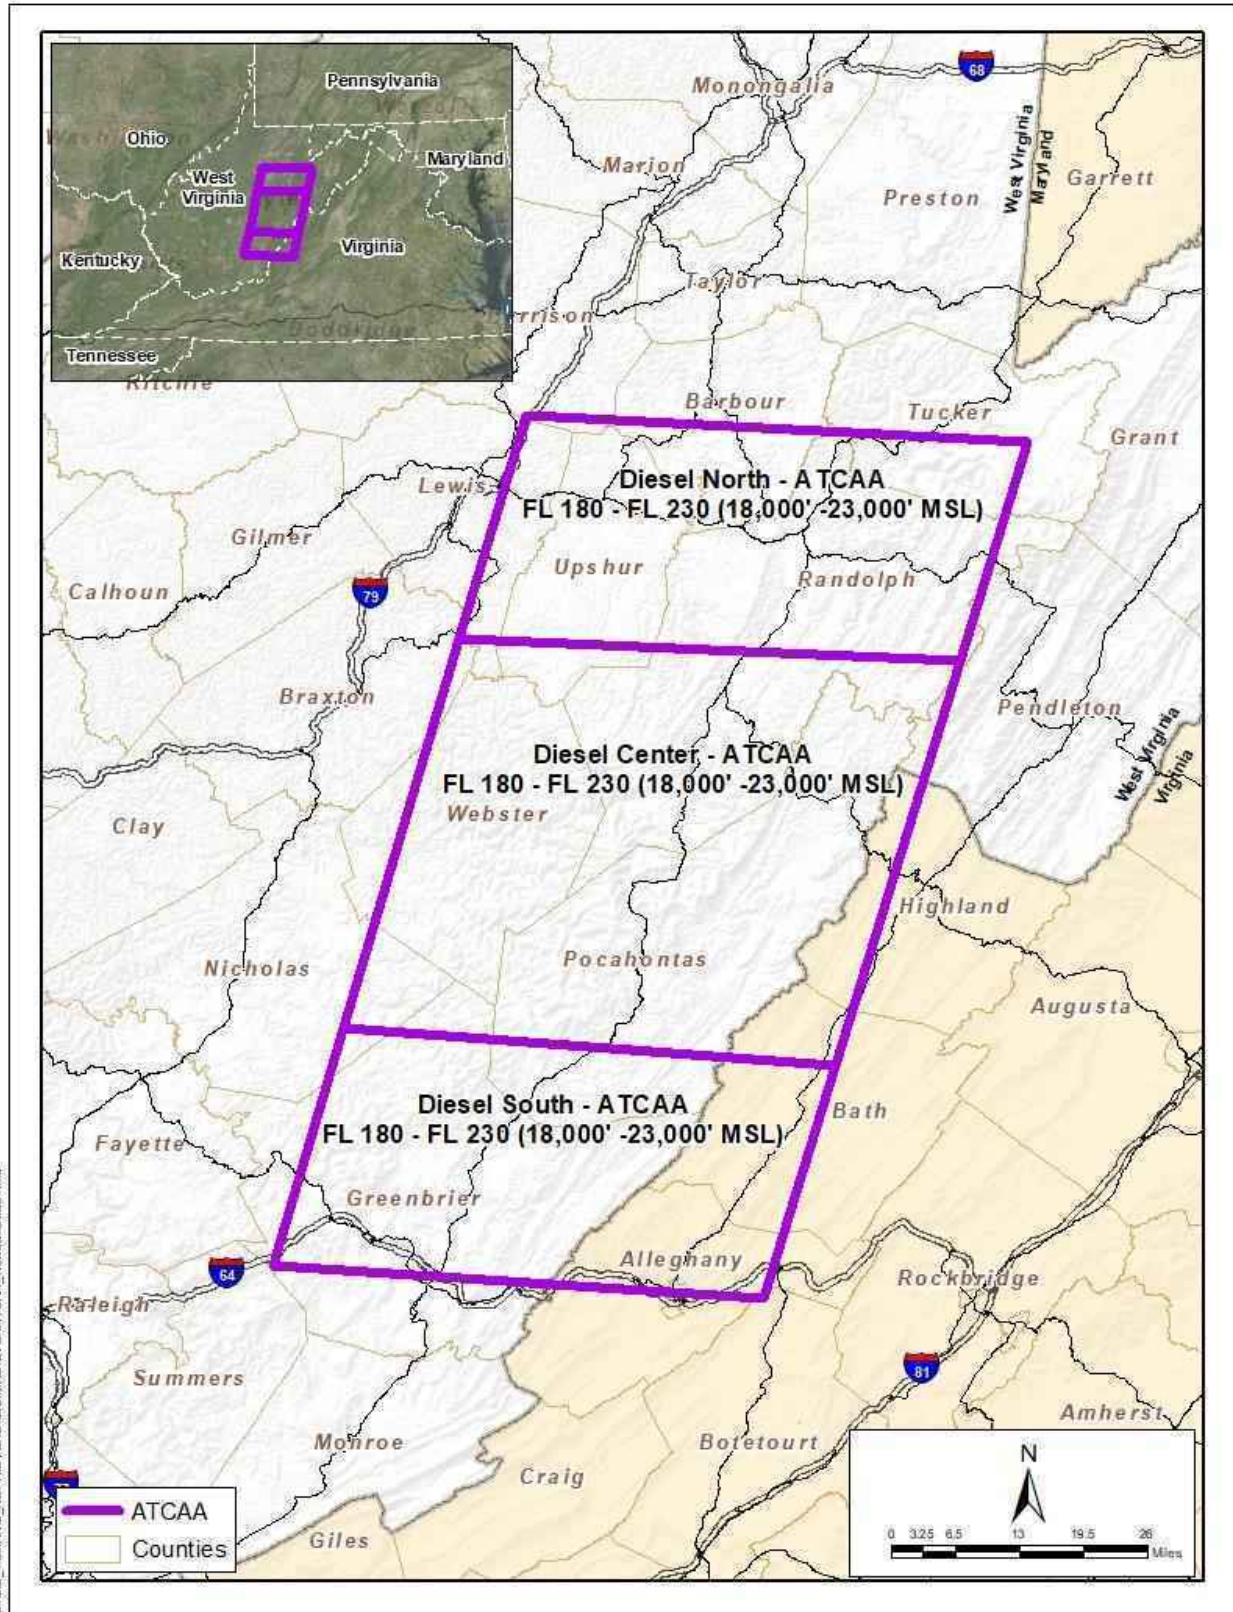 Pennsylvania
Ohio
Maryland
West
Virginia
Virginia
Kentucky
Tennessee
Doddridge
Ritchie
rrison
Monongalia
68
Marion
West Virginia
Maryland
Garrett
Preston
Taylor
Barbour
Tucker
Grant
Lewis
Diesel North - ATCAA
FL 180 - FL 230 (18,000' -23,000' MSL)
Gilmer
Upshur
Randolph
Calhoun
79
Braxton
Pendleton
West Virginia
Virginia
Diesel Center - ATCAA
FL 180 - FL 230 (18,000' -23,000' MSL)
Webster
Clay
Highland
Pocahontas
Nicholas
Augusta
Diesel South - ATCAA
FL 180 - FL 230 (18,000' -23,000' MSL)
Bath
Fayette
Greenbrier
Alleghany
64
Rockbridge
Raleigh
81
Summers
Amherst
Monroe
Botetourt
Craig
Giles
ATCAA
Counties
N
0 3.25 6.5 13 19.5 26
Miles